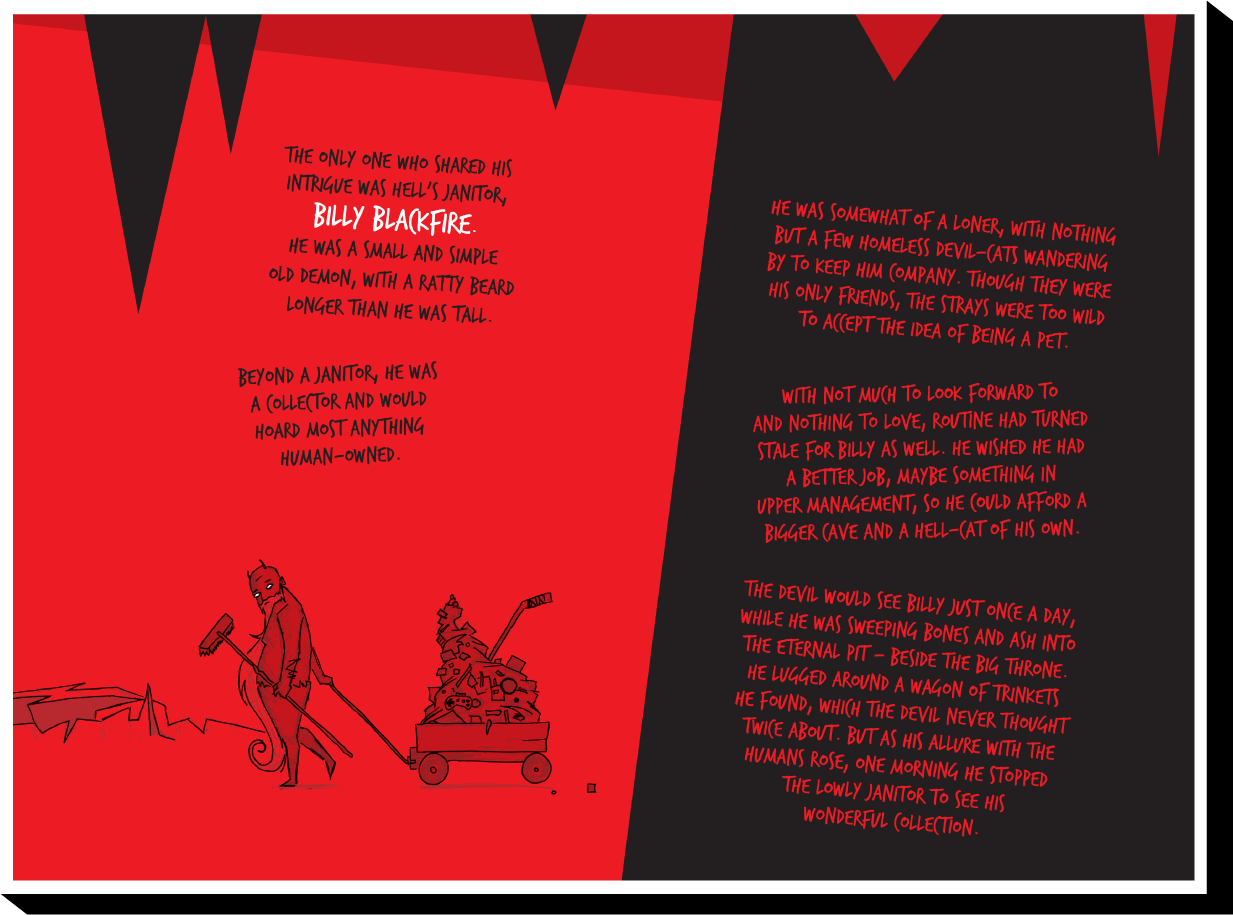 THE ONLY ONE WHO SHARED HIS
INTRIGUE WAS HELL'S JANITOR,
BILLY BLACKFIRE.
HE WAS A SMALL AND SIMPLE
OLD DEMON, WITH A RATTY BEARD
LONGER THAN HE WAS TALL.
BEYOND A JANITOR, HE WAS
A COLLECTOR AND WOULD
HOARD MOST ANYTHING
HUMAN-OWNED.
HE WAS SOMEWHAT OF A LONER, WITH NOTHING
BUT A FEW HOMELESS DEVIL-CATS WANDERING
BY TO KEEP HIM COMPANY. THOUGH THEY WERE
HIS ONLY FRIENDS, THE STRAYS WERE TOO WILD
TO ACCEPT THE IDEA OF BEING A PET.
WITH NOT MUCH TO LOOK FORWARD TO
AND NOTHING TO LOVE, ROUTINE HAD TURNED
STALE FOR BILLY AS WELL. HE WISHED HE HAD
A BETTER JOB, MAYBE SOMETHING IN
UPPER MANAGEMENT, SO HE COULD AFFORD A
BIGGER CAVE AND A HELL-CAT OF HIS OWN.
THE DEVIL WOULD SEE BILLY JUST ONCE A DAY,
WHILE HE WAS SWEEPING BONES AND ASH INTO
THE ETERNAL PIT - BESIDE THE BIG THRONE.
HE LUGGED AROUND A WAGON OF TRINKETS
HE FOUND, WHICH THE DEVIL NEVER THOUGHT
TWICE ABOUT. BUT AS HIS ALLURE WITH THE
HUMANS ROSE, ONE MORNING HE STOPPED
THE LOWLY JANITOR TO SEE HIS
WONDERFUL COLLECTION.